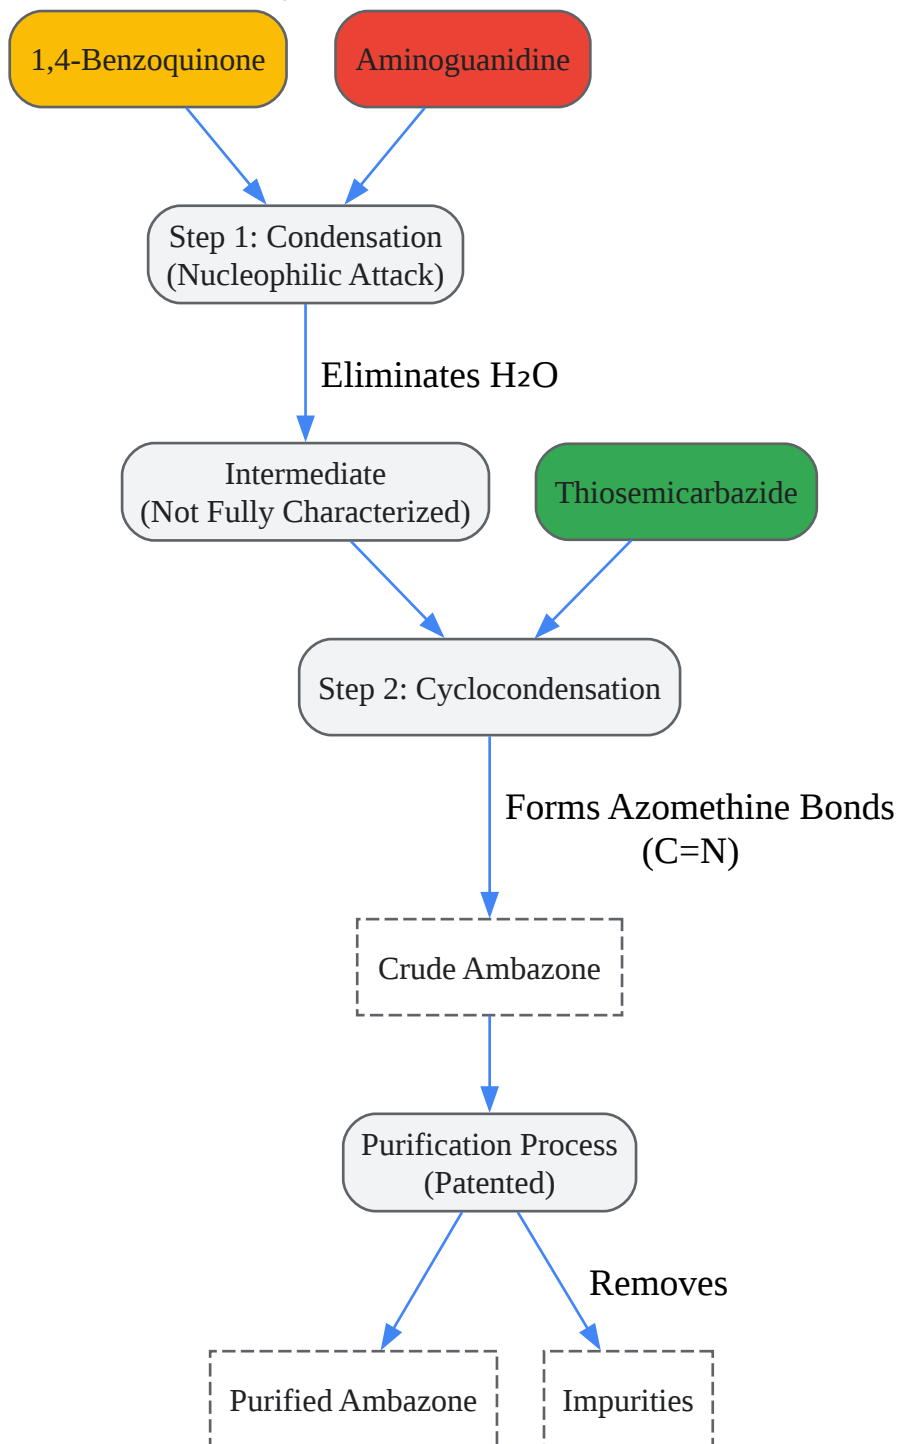 1,4-Benzoquinone
Aminoguanidine
Step 1: Condensation
(Nucleophilic Attack)
Eliminates H₂O
Intermediate
(Not Fully Characterized)
Thiosemicarbazide
Step 2: Cyclocondensation
Forms Azomethine Bonds
(C=N)
Crude Ambazone
Purification Process
(Patented)
Removes
Purified Ambazone
Impurities